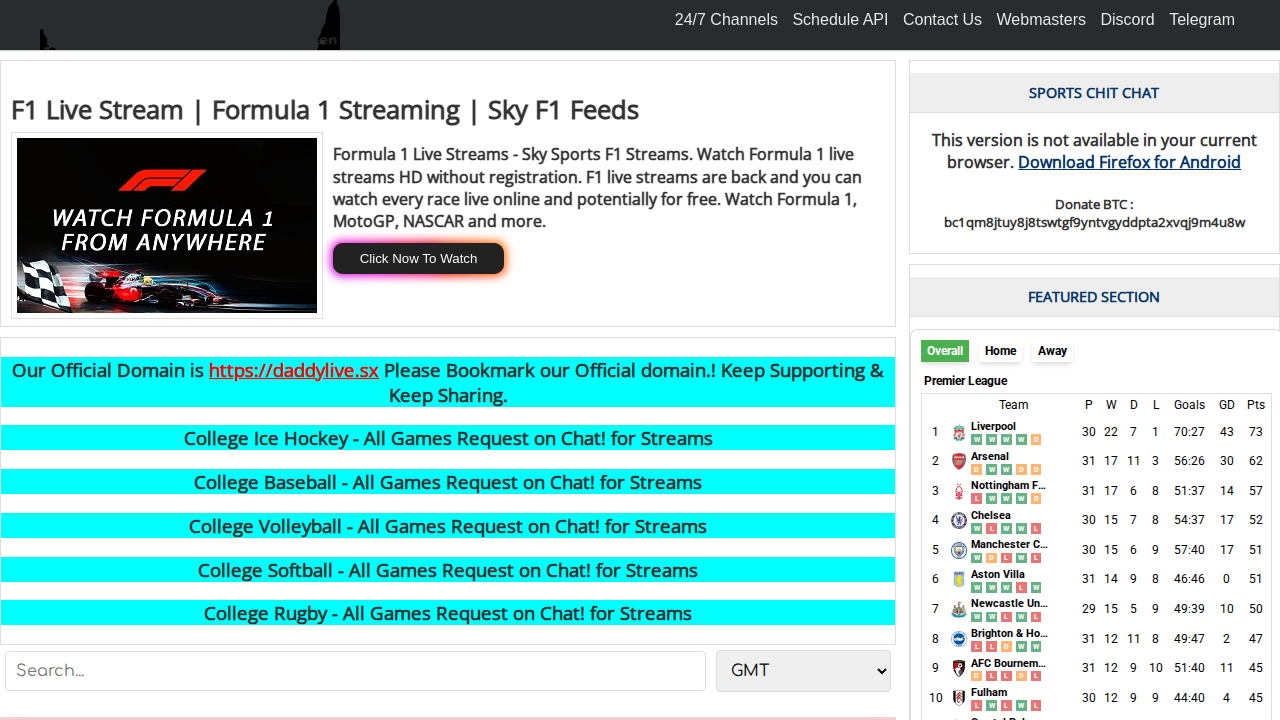 24/7 Channels Schedule API Contact Us Webmasters Discord Telegram
F1 Live Stream | Formula 1 Streaming | Sky F1 Feeds
WATCH FORMULA 1
FROM ANYWHERE
Formula 1 Live Streams - Sky Sports F1 Streams. Watch Formula 1 live
streams HD without registration. F1 live streams are back and you can
watch every race live online and potentially for free. Watch Formula 1,
MotoGP, NASCAR and more.
Click Now To Watch
Our Official Domain is https://daddylive.sx Please Bookmark our Official domain.! Keep Supporting &
Keep Sharing.
College Ice Hockey - All Games Request on Chat! for Streams
College Baseball - All Games Request on Chat! for Streams
College Volleyball - All Games Request on Chat! for Streams
College Softball - All Games Request on Chat! for Streams
College Rugby - All Games Request on Chat! for Streams
Search...
GMT
SPORTS CHIT CHAT
This version is not available in your current
browser. Download Firefox for Android
Donate BTC :
bc1qm8jtuy8j8tswtgf9yntvgyddpta2xvqj9m4u8w
FEATURED SECTION
Overall Home Away
Premier League
Team P W D L Goals GD Pts
1 Liverpool 30 22 7 1 70:27 43 73
W W W W D
2 Arsenal 31 17 11 3 56:26 30 62
D W W D D
3 Nottingham F... 31 17 6 8 51:37 14 57
L W W W D
4 Chelsea 30 15 7 8 54:37 17 52
W L W W L
5 Manchester C... 30 15 6 9 57:40 17 51
W D L W L
6 Aston Villa 31 14 9 8 46:46 0 51
W W W L W
7 Newcastle Un... 29 15 5 9 49:39 10 50
W W L W L
8 Brighton & Ho... 31 12 11 8 49:47 2 47
L L D W W
9 AFC Bournem... 31 12 9 10 51:40 11 45
D L L D L
10 Fulham 30 12 9 9 44:40 4 45
L W L W L